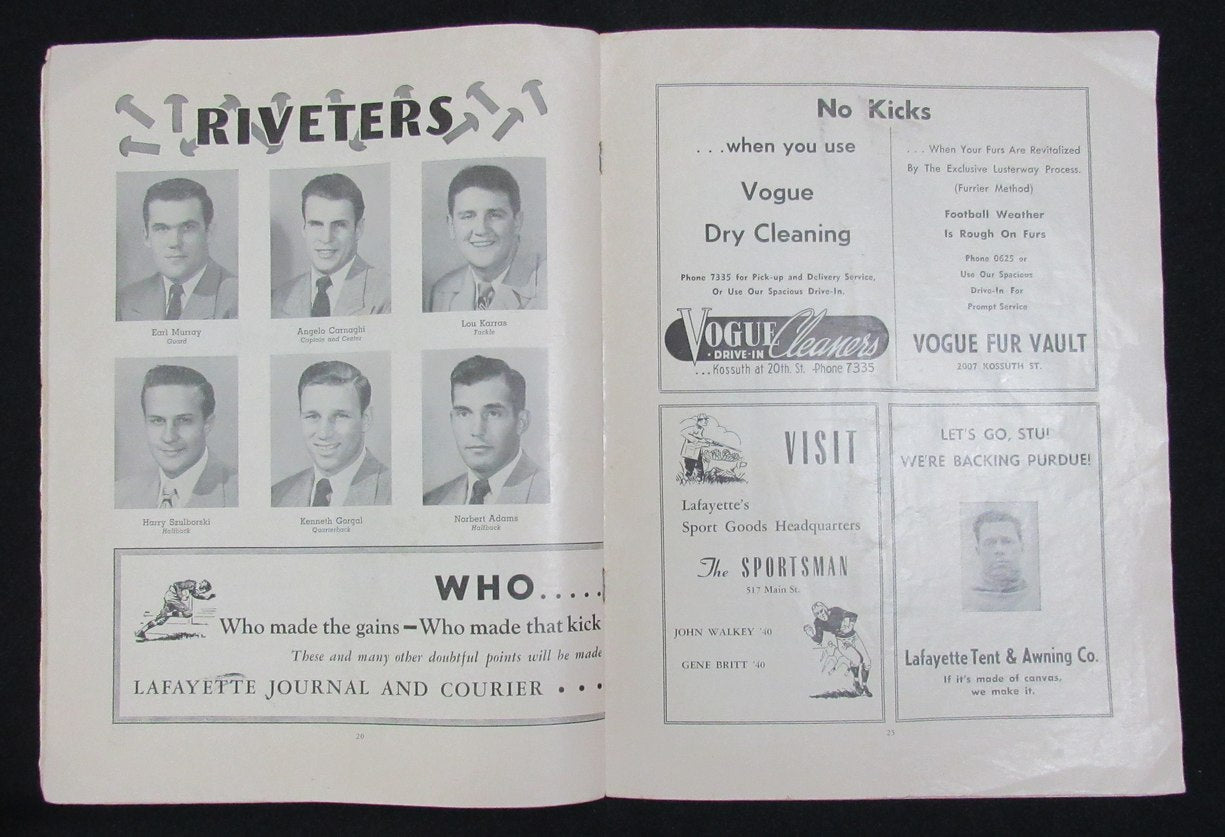 RIVETERS
Earl Murray
Guard
Angelo Carnaghi
Captain and Center
Lou Karras
Tackle
Harry Szulborski
Halfback
Kenneth Gorgal
Quarterback
Norbert Adams
Halfback
WHO.....
Who made the gains—Who made that kick
These and many other doubtful points will be made
LAFAYETTE JOURNAL AND COURIER • • •
20
No Kicks
. . .when you use
Vogue
Dry Cleaning
Phone 7335 for Pick-up and Delivery Service,
Or Use Our Spacious Drive-In.
VOGUE Cleaners
• DRIVE-IN
. . .Kossuth at 20th. St. -Phone 7335
. . . When Your Furs Are Revitalized
By The Exclusive Lusterway Process.
(Furrier Method)
Football Weather
Is Rough On Furs
Phone 0625 or
Use Our Spacious
Drive-In For
Prompt Service
VOGUE FUR VAULT
2007 KOSSUTH ST.
VISIT
Lafayette's
Sport Goods Headquarters
The SPORTSMAN
517 Main St.
JOHN WALKEY '40
GENE BRITT '40
LET'S GO, STU!
WE'RE BACKING PURDUE!
Lafayette Tent & Awning Co.
If it's made of canvas,
we make it.
25